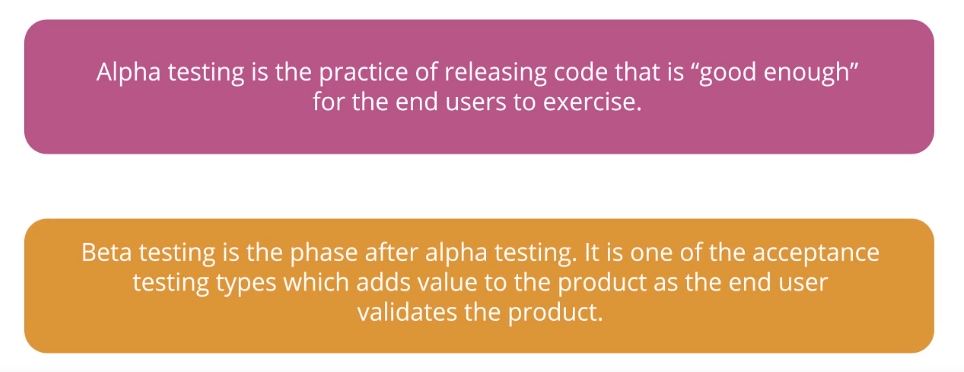 Alpha testing is the practice of releasing code that is “good enough”
for the end users to exercise.
Beta testing is the phase after alpha testing. It is one of the acceptance
testing types which adds value to the product as the end user
validates the product.